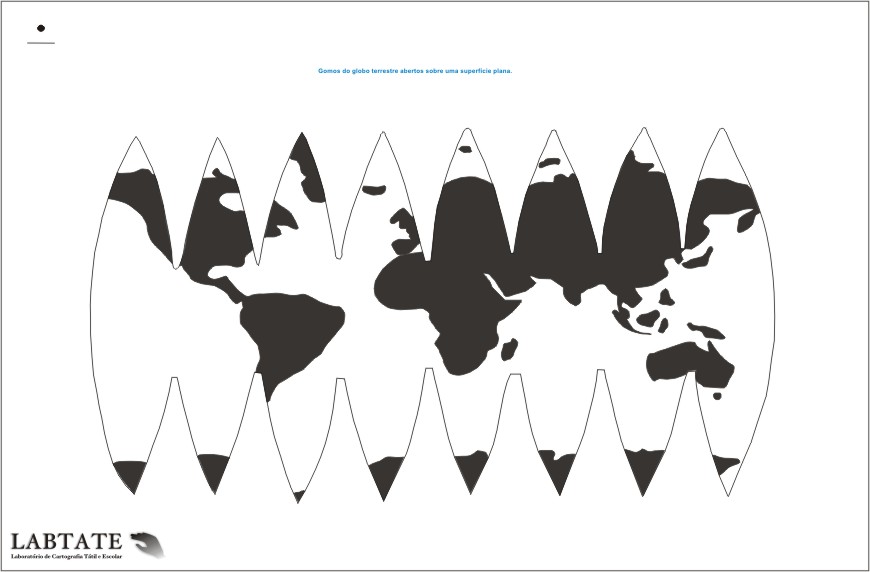 Gomos do globo terrestre abertos sobre uma superfície plana.
LABTATE
Laboratório de Cartografia Tátil e Escolar